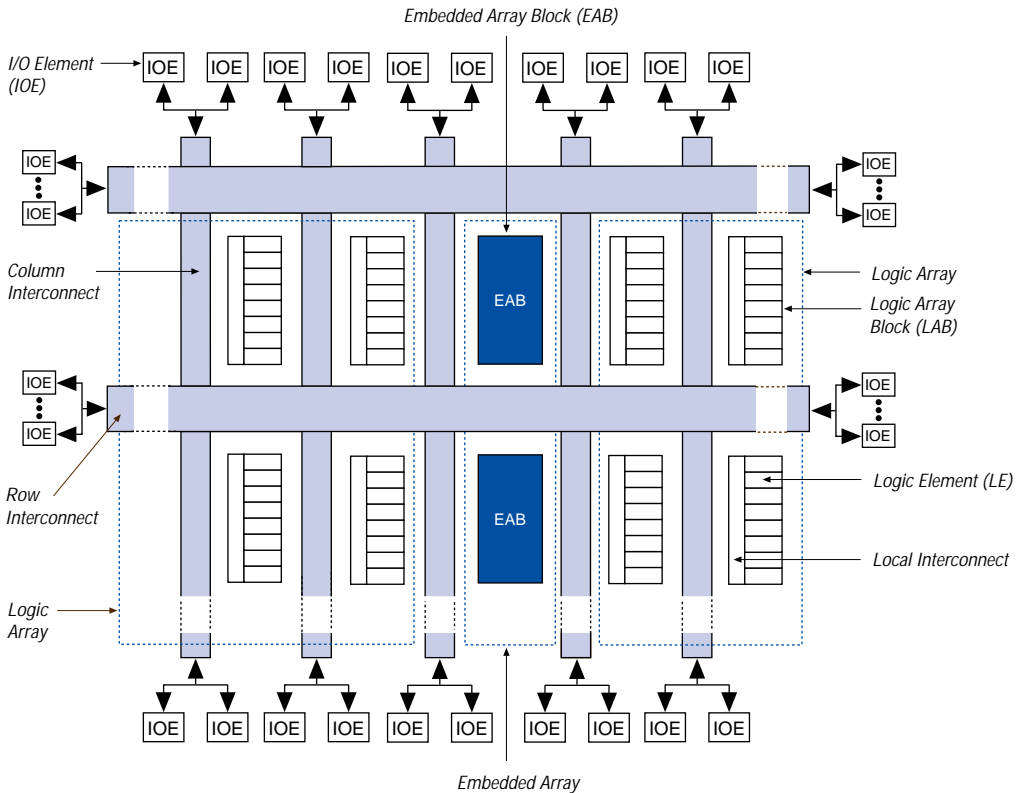 Embedded Array Block (EAB)
I/O Element
(IOE)
IOE IOE IOE IOE IOE IOE IOE IOE IOE IOE
IOE
IOE
IOE
IOE
Column
Interconnect
EAB
Logic Array
Logic Array
Block (LAB)
IOE
IOE
IOE
IOE
Row
Interconnect
EAB
Logic Element (LE)
Local Interconnect
Logic
Array
IOE IOE IOE IOE IOE IOE IOE IOE IOE IOE
Embedded Array